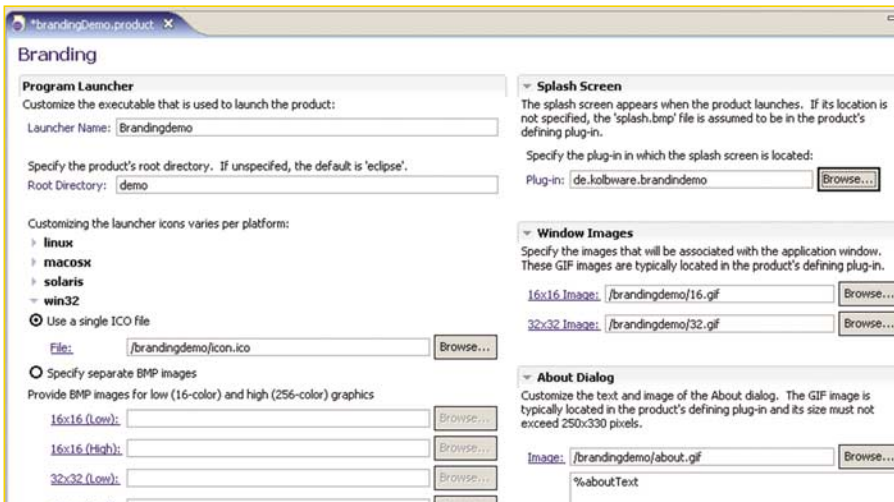 *brandingDemo.product
Branding
Program Launcher
Customize the executable that is used to launch the product:
Launcher Name: Brandingdemo
Specify the product's root directory. If unspecifed, the default is 'eclipse'.
Root Directory: demo
Customizing the launcher icons varies per platform:
linux
macosx
solaris
win32
Use a single ICO file
File: /brandingdemo/icon.ico Browse...
Specify separate BMP images
Provide BMP images for low (16-color) and high (256-color) graphics
16x16 (Low): Browse...
16x16 (High): Browse...
32x32 (Low): Browse...
Splash Screen
The splash screen appears when the product launches. If its location is
not specified, the 'splash.bmp' file is assumed to be in the product's
defining plug-in.
Specify the plug-in in which the splash screen is located:
Plug-in: de.kolbware.brandindemo Browse...
Window Images
Specify the images that will be associated with the application window.
These GIF images are typically located in the product's defining plug-in.
16x16 Image: /brandingdemo/16.gif Browse...
32x32 Image: /brandingdemo/32.gif Browse...
About Dialog
Customize the text and image of the About dialog. The GIF image is
typically located in the product's defining plug-in and its size must not
exceed 250x330 pixels.
Image: /brandingdemo/about.gif Browse...
%aboutText